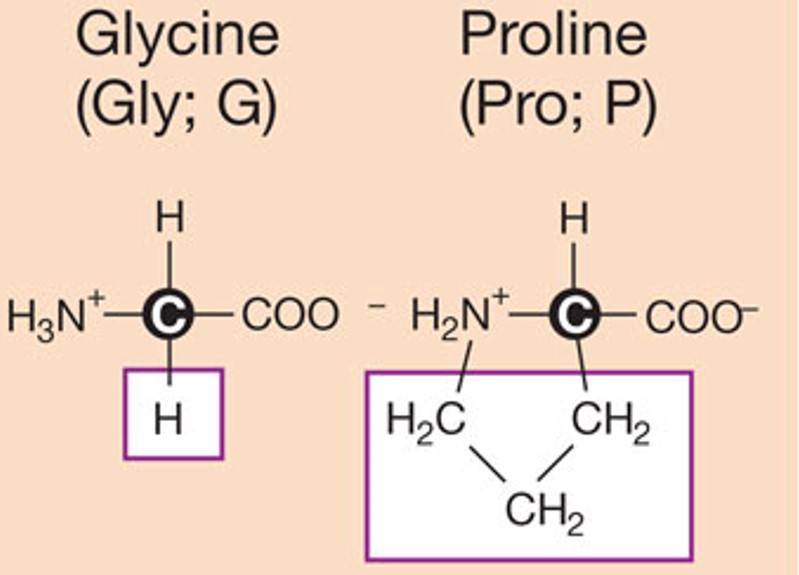 Glycine
(Gly; G)
H
H₃N⁺ C COO ⁻
H
Proline
(Pro; P)
H
H₂N⁺ C COO⁻
H₂C CH₂
CH₂